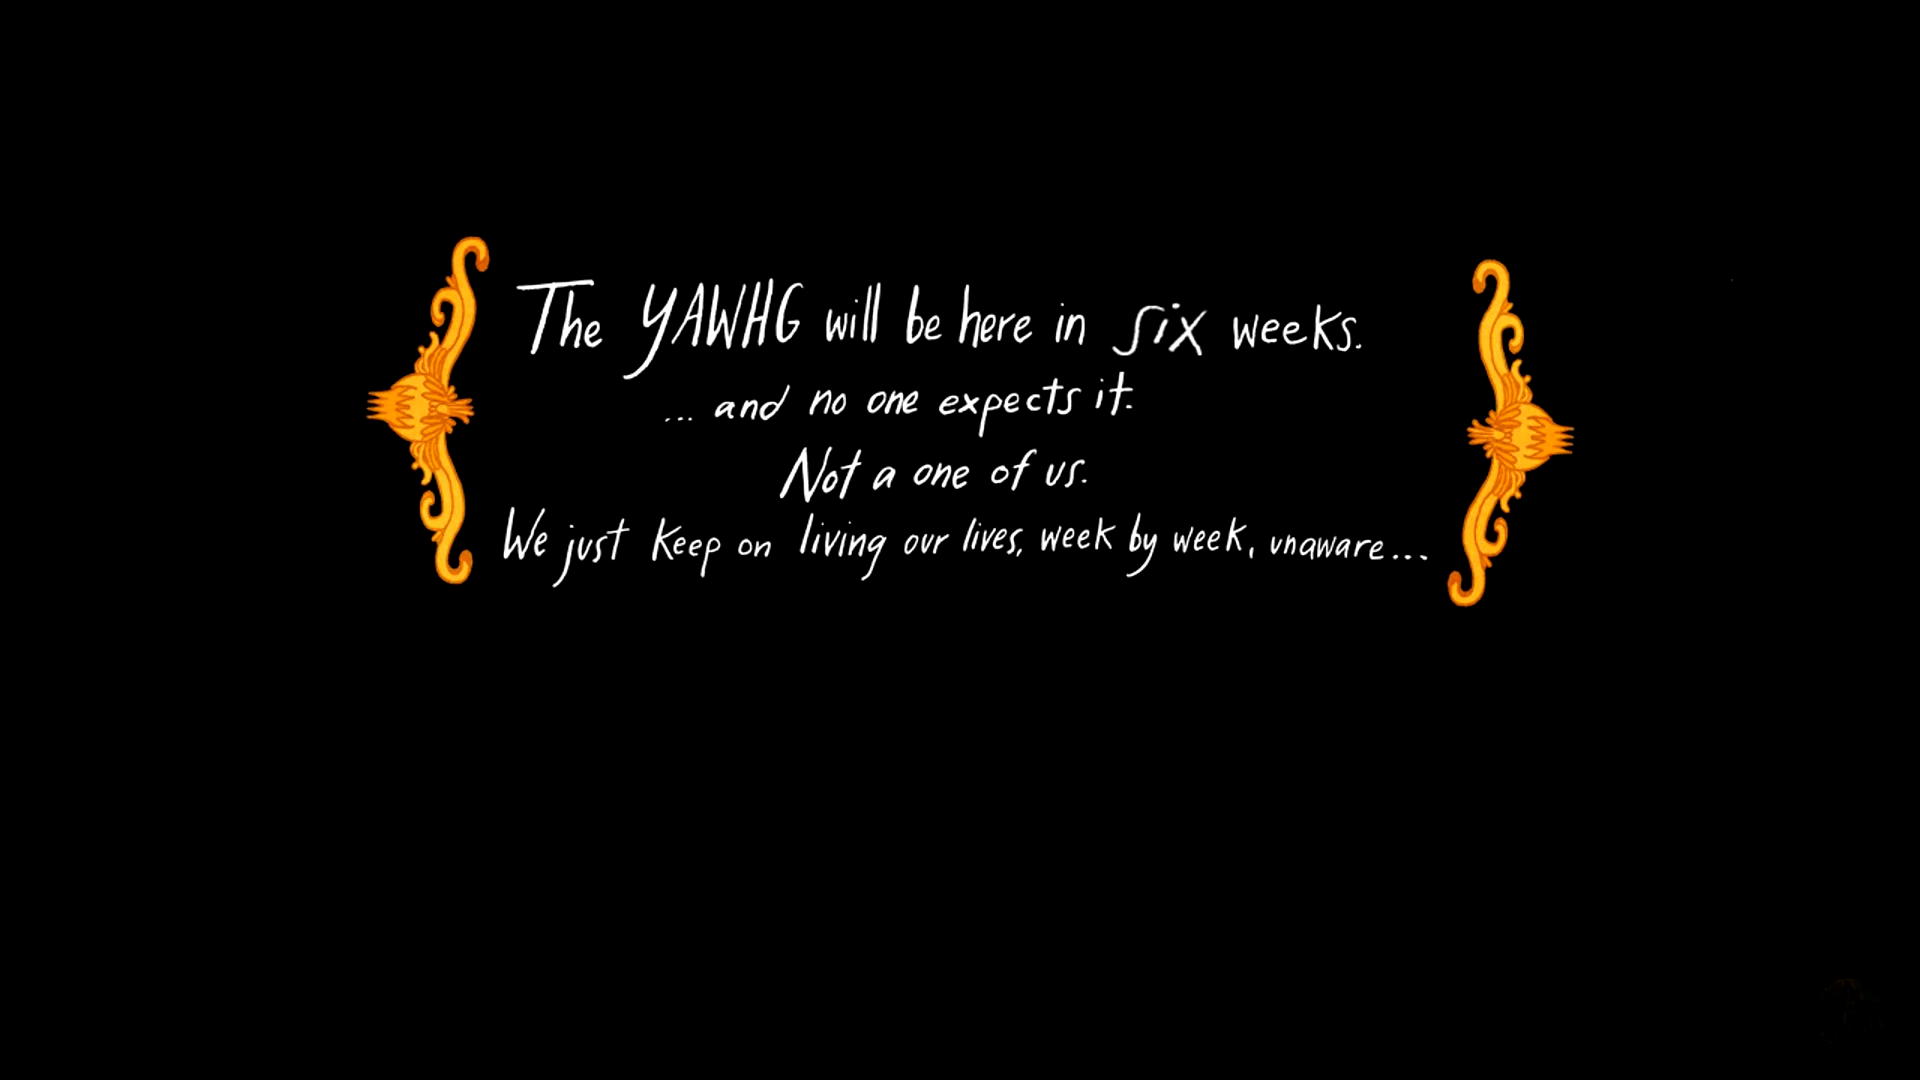 The YAWHG will be here in six weeks.
... and no one expects it.
Not a one of us.
We just keep on living our lives, week by week, unaware...